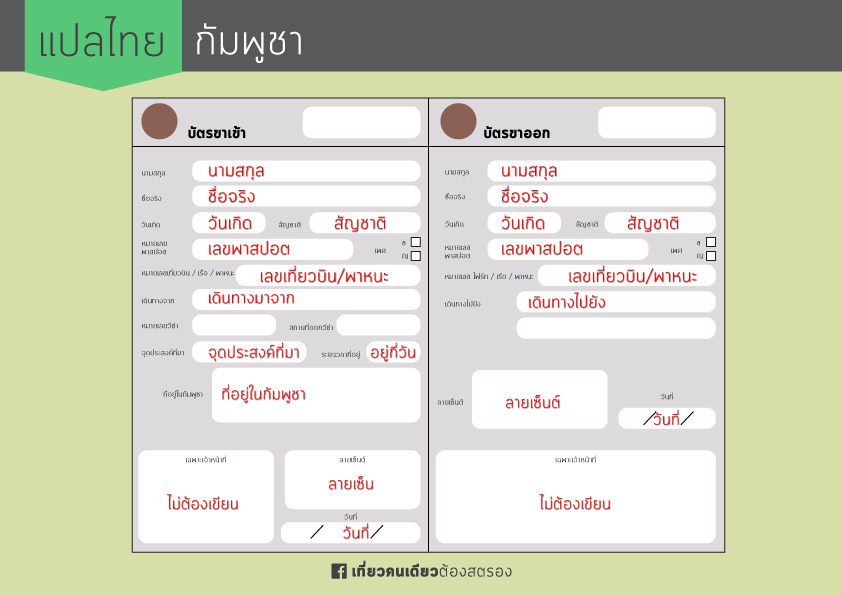 แปลไทย กัมพูชา
บัตรขาเข้า
นามสกุล นามสกุล
ชื่อจริง ชื่อจริง
วันเกิด วันเกิด สัญชาติ สัญชาติ
หมายเลข
พาสปอต เลขพาสปอต เพศ ช
ญ
หมายเลขเที่ยวบิน / เรือ / พาหนะ เลขเที่ยวบิน/พาหนะ
เดินทางจาก เดินทางมาจาก
หมายเลขวีซ่า สถานที่ออกวีซ่า
จุดประสงค์ที่มา จุดประสงค์ที่มา ระยะเวลาที่อยู่ อยู่กี่วัน
ที่อยู่ในกัมพูชา ที่อยู่ในกัมพูชา
เฉพาะเจ้าหน้าที่
ไม่ต้องเขียน
ลายเซ็นต์
ลายเซ็น
วันที่
/ วันที่/
บัตรขาออก
นามสกุล นามสกุล
ชื่อจริง ชื่อจริง
วันเกิด วันเกิด สัญชาติ สัญชาติ
หมายเลข
พาสปอต เลขพาสปอต เพศ ช
ญ
หมายเลข ไฟร์ท / เรือ / พาหนะ เลขเที่ยวบิน/พาหนะ
เดินทางไปยัง เดินทางไปยัง
ลายเซ็นต์ ลายเซ็นต์
วันที่
/วันที่/
เฉพาะเจ้าหน้าที่
ไม่ต้องเขียน
เที่ยวคนเดียวต้องสตรอง